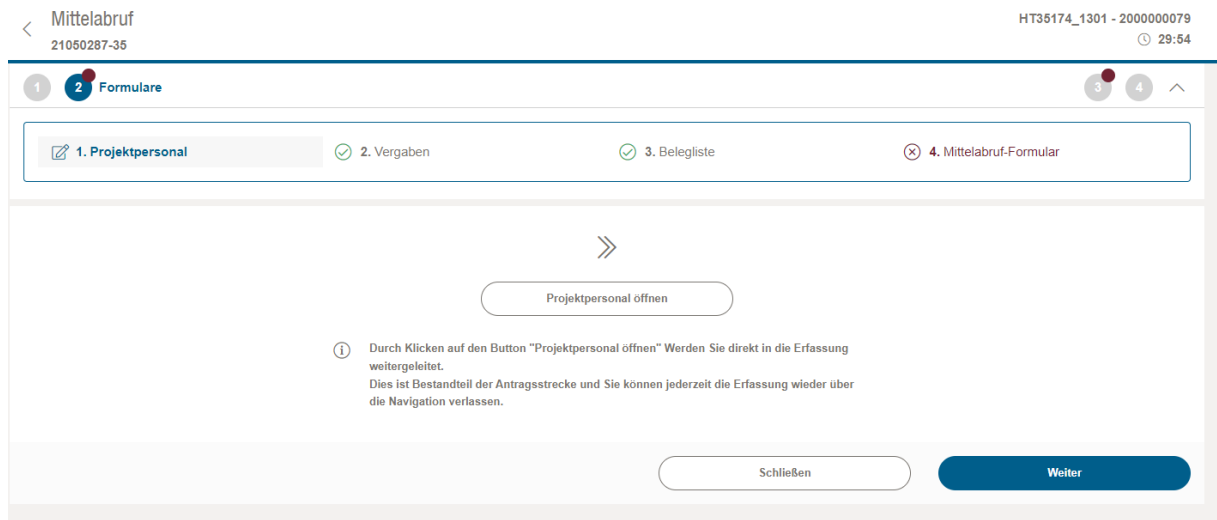 Mittelabruf
21050287-35
HT35174_1301 - 2000000079
29:54
1 2 Formulare 3 4
1. Projektpersonal 2. Vergaben 3. Belegliste 4. Mittelabruf-Formular
Projektpersonal öffnen
Durch Klicken auf den Button "Projektpersonal öffnen" Werden Sie direkt in die Erfassung
weitergeleitet.
Dies ist Bestandteil der Antragsstrecke und Sie können jederzeit die Erfassung wieder über
die Navigation verlassen.
Schließen Weiter